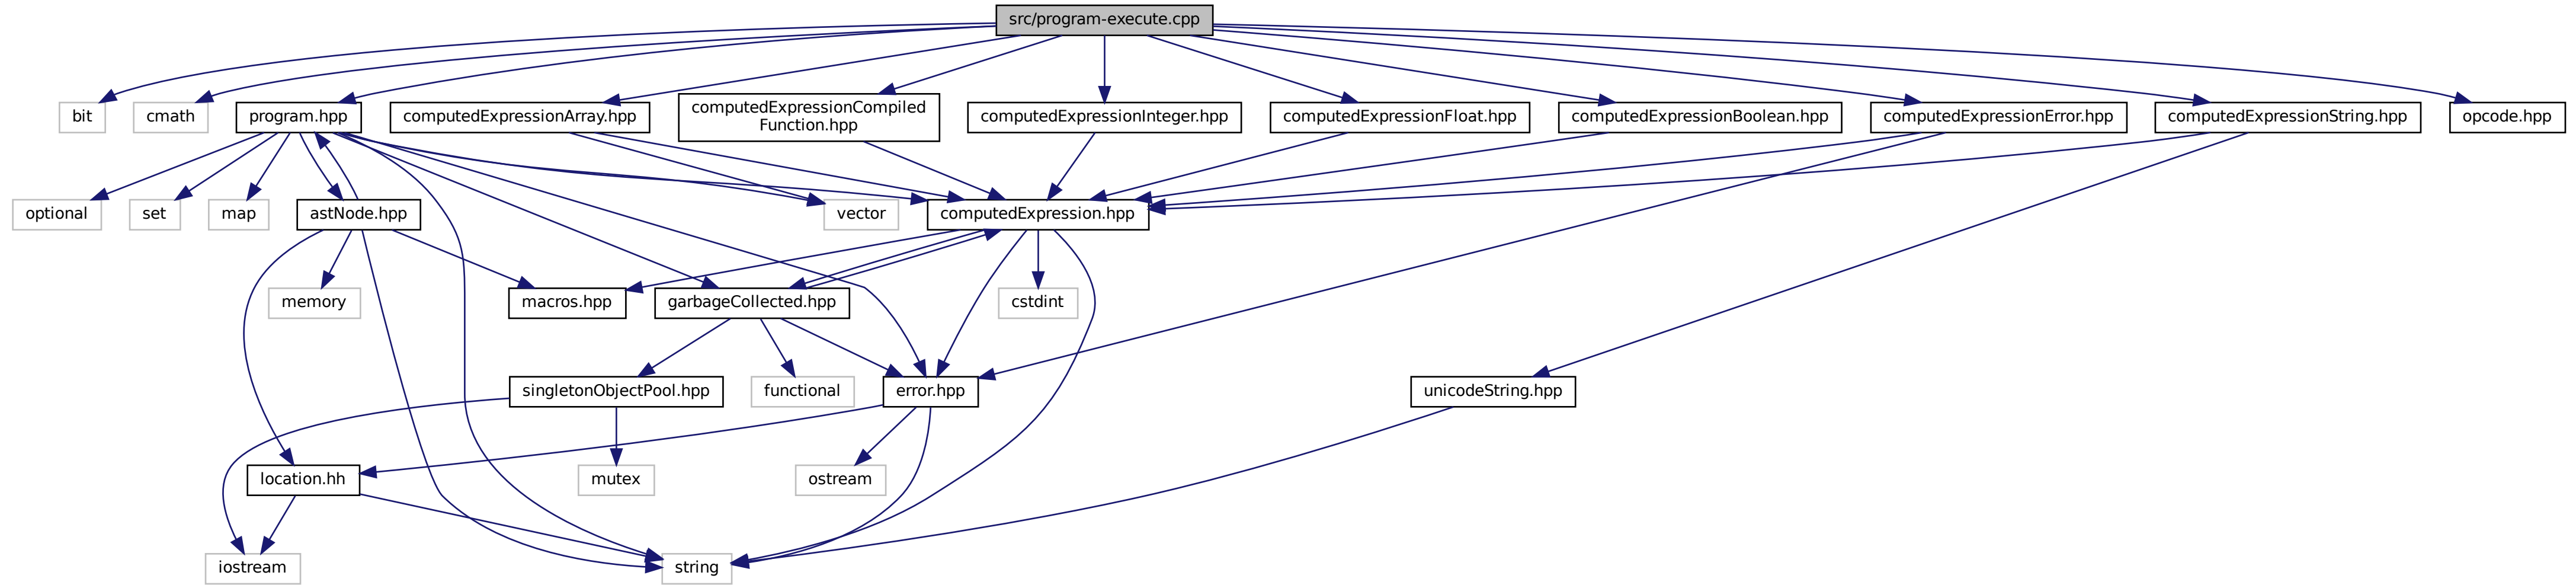 src/program-execute.cpp
bit
cmath
program.hpp
computedExpressionArray.hpp
computedExpressionCompiled
Function.hpp
computedExpressionInteger.hpp
computedExpressionFloat.hpp
computedExpressionBoolean.hpp
computedExpressionError.hpp
computedExpressionString.hpp
opcode.hpp
optional
set
map
astNode.hpp
vector
computedExpression.hpp
memory
macros.hpp
garbageCollected.hpp
cstdint
singletonObjectPool.hpp
functional
error.hpp
unicodeString.hpp
location.hh
mutex
ostream
iostream
string